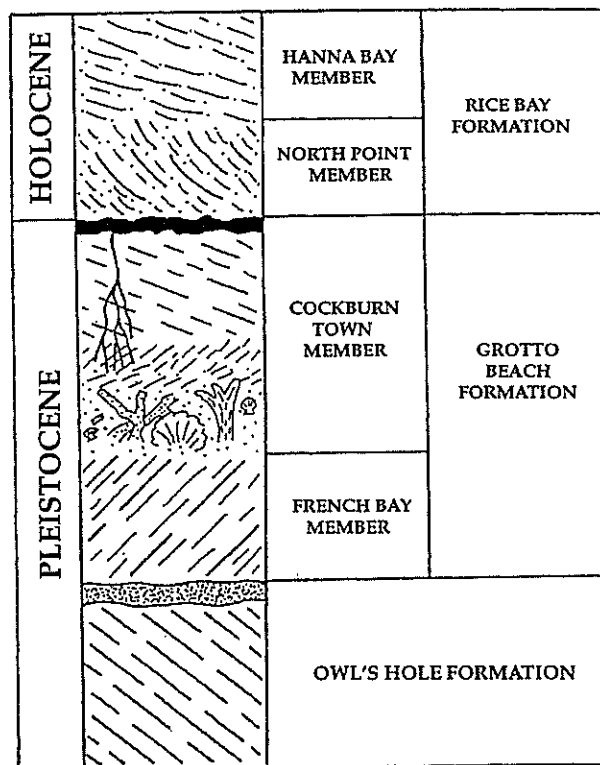 HOLOCENE
HANNA BAY
MEMBER
NORTH POINT
MEMBER
RICE BAY
FORMATION
PLEISTOCENE
COCKBURN
TOWN
MEMBER
FRENCH BAY
MEMBER
GROTTO
BEACH
FORMATION
OWL'S HOLE FORMATION